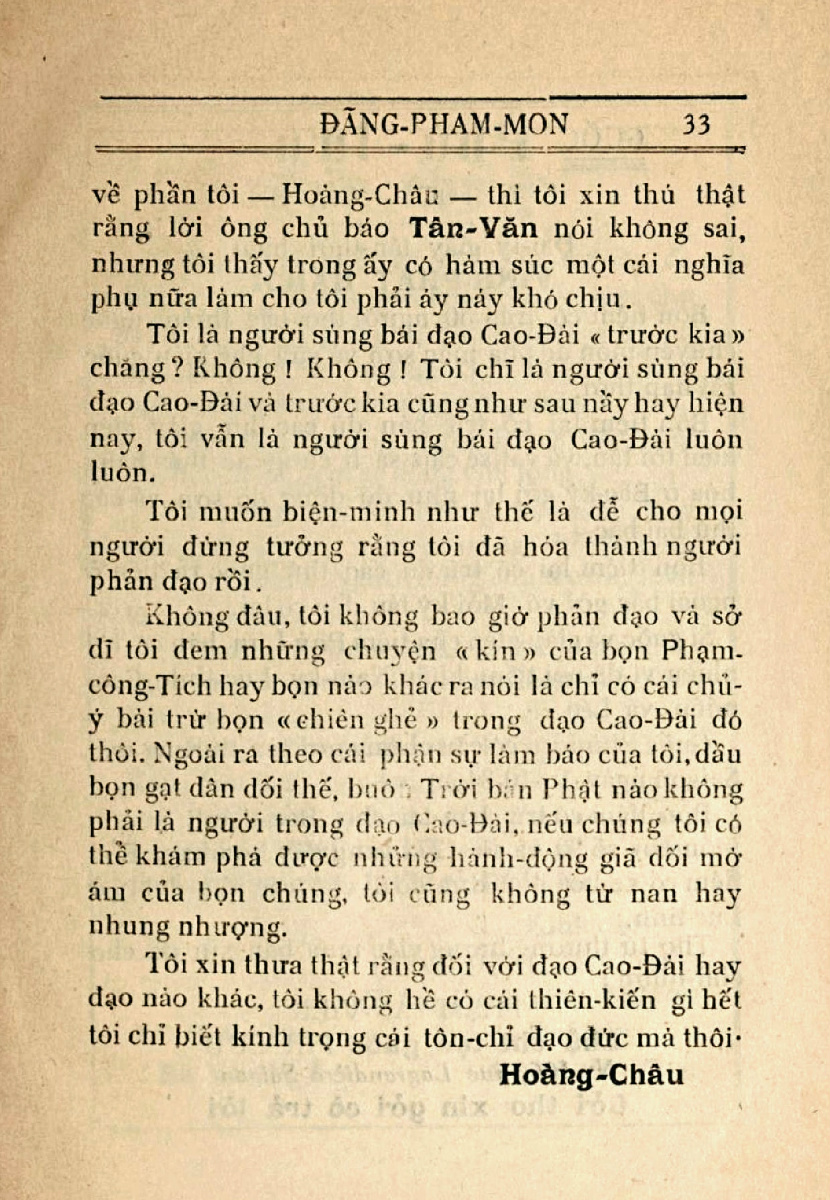 ĐÃNG-PHAM-MON 33
về phần tôi — Hoàng-Châu — thì tôi xin thú thật
rằng lời ông chủ báo Tân-Văn nói không sai,
nhưng tôi thấy trong ấy có hàm súc một cái nghĩa
phụ nữa làm cho tôi phải áy náy khó chịu.
Tôi là người sùng bái đạo Cao-Đài « trước kia »
chăng ? Không ! Không ! Tôi chĩ là người sùng bái
đạo Cao-Đài và trước kia cũng như sau nầy hay hiện
nay, tôi vẫn là người sùng bái đạo Cao-Đài luôn
luôn.
Tôi muốn biện-minh như thế là để cho mọi
người đừng tưởng rằng tôi đã hóa thành người
phản đạo rồi.
Không đâu, tôi không bao giờ phản đạo và sở
dĩ tôi đem những chuyện « kín » của bọn Phạm-
công-Tích hay bọn nào khác ra nói là chỉ có cái chủ-
ý bài trừ bọn « chiên ghẻ » trong đạo Cao-Đài đó
thôi. Ngoài ra theo cái phận sự làm báo của tôi, dầu
bọn gạt dân dối thế, buôn Trời bán Phật nào không
phải là người trong đạo Cao-Đài, nếu chúng tôi có
thể khám phá được những hành-động giã dối mờ
ám của bọn chúng, tôi cũng không từ nan hay
nhung nhượng.
Tôi xin thưa thật rằng đối với đạo Cao-Đài hay
đạo nào khác, tôi không hề có cái thiên-kiến gì hết
tôi chỉ biết kính trọng cái tôn-chỉ đạo đức mà thôi.
Hoàng-Châu